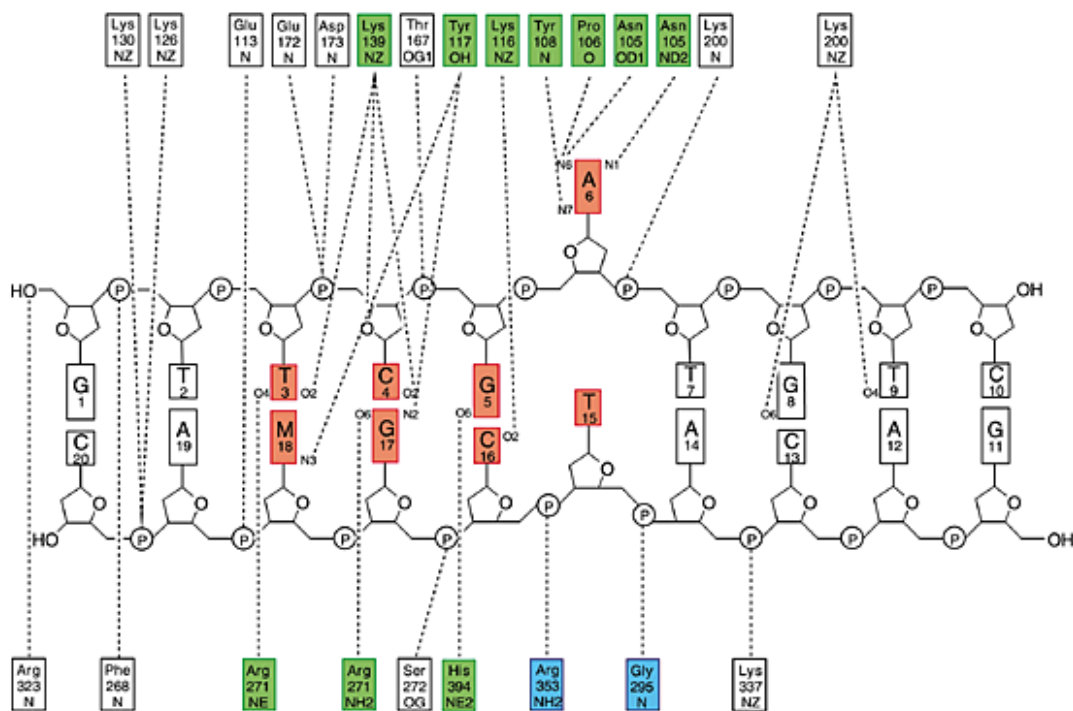 Lys Lys Glu Glu Asp Lys Thr Tyr Lys Tyr Pro Asn Asn Lys Lys
130 126 113 172 173 139 167 117 116 108 106 105 105 200 200
NZ NZ N N N NZ OG1 OH NZ N O OD1 ND2 N NZ
N6 N1
A
6
N7
HO P P P P P P P P P OH
O O O O O O O O O O
G T T C G T G T C
1 2 3 4 5 7 8 9 10
O4 O2 O2 O4
O6 N2 O6 T O6
15
C A M G C A C A G
20 19 18 17 16 14 13 12 11
N3 O2
O O O O O O O O O O
HO P P P P P P P P P OH
Arg Phe Arg Arg Ser His Arg Gly Lys
323 268 271 271 272 394 353 295 337
N N NE NH2 OG NE2 NH2 N NZ